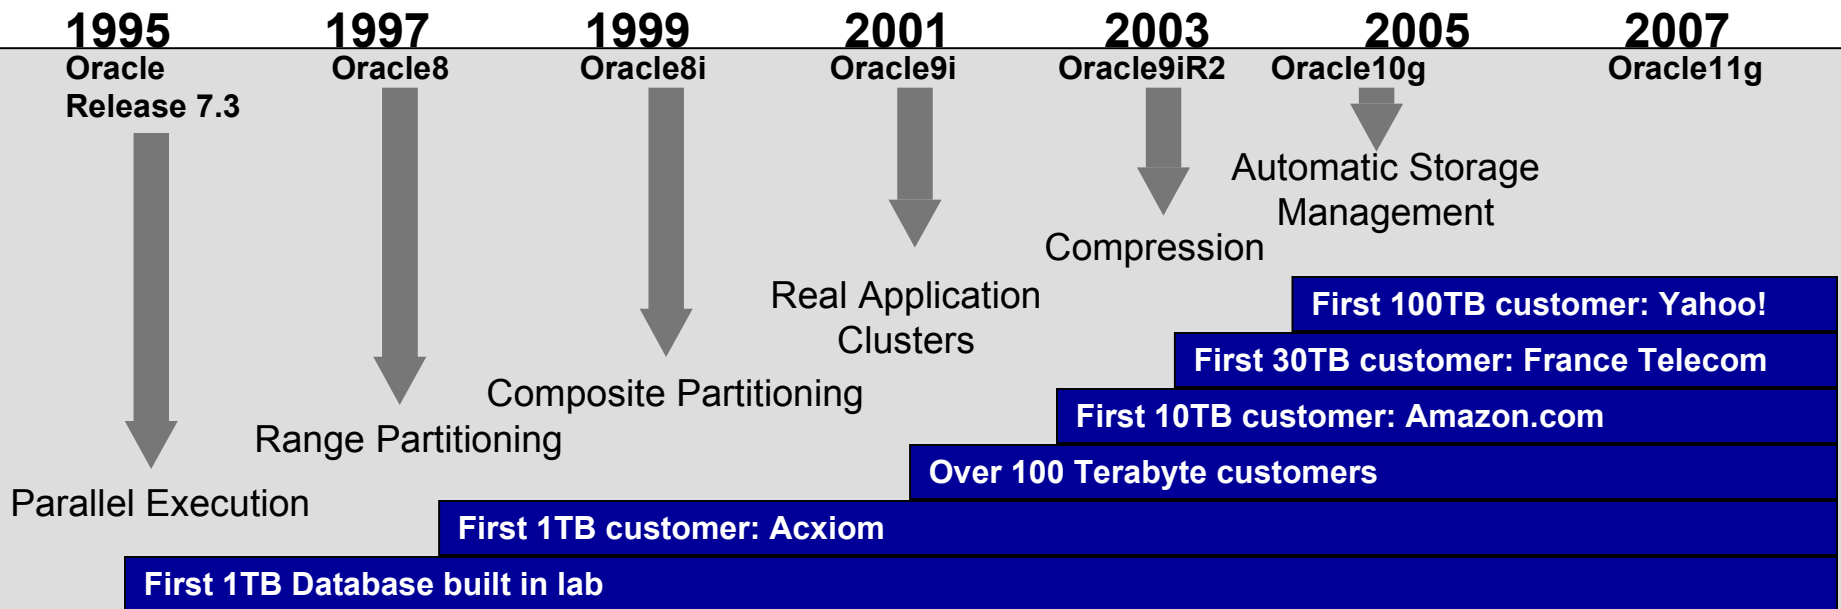 1995 1997 1999 2001 2003 2005 2007
Oracle Oracle8 Oracle8i Oracle9i Oracle9iR2 Oracle10g Oracle11g
Release 7.3
Automatic Storage
Management
Compression
Real Application
Clusters
Composite Partitioning
Range Partitioning
Parallel Execution
First 100TB customer: Yahoo!
First 30TB customer: France Telecom
First 10TB customer: Amazon.com
Over 100 Terabyte customers
First 1TB customer: Acxiom
First 1TB Database built in lab